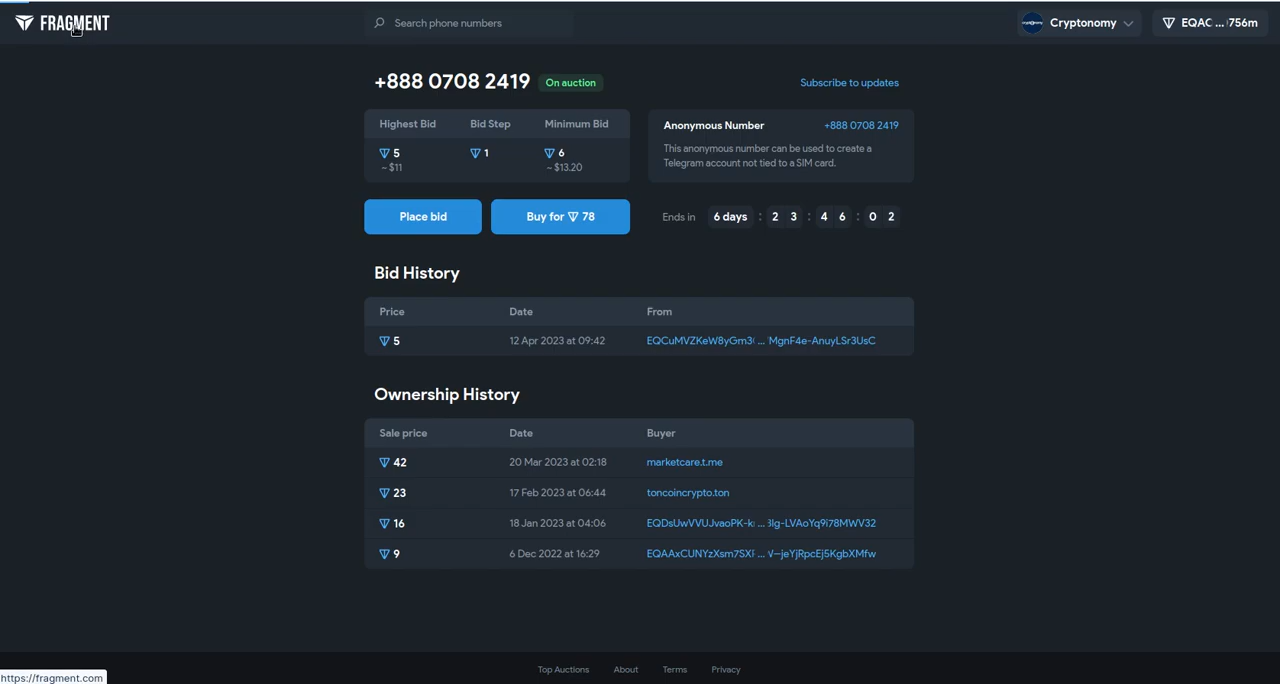 FRAGMENT
Search phone numbers
Cryptonomy
EQAC ... 756m
+888 0708 2419 On auction
Subscribe to updates
Highest Bid Bid Step Minimum Bid
5 1 6
~ $11 ~ $13.20
Anonymous Number +888 0708 2419
This anonymous number can be used to create a
Telegram account not tied to a SIM card.
Place bid
Buy for 78
Ends in 6 days : 2 3 : 4 6 : 0 2
Bid History
Price Date From
5 12 Apr 2023 at 09:42 EQCuMVZKeW8yGm3 ... MgnF4e-AnuyLSr3UsC
Ownership History
Sale price Date Buyer
42 20 Mar 2023 at 02:18 marketcare.t.me
23 17 Feb 2023 at 06:44 toncoincrypto.ton
16 18 Jan 2023 at 04:06 EQDsUwVVUJvaoPK-k ... lg-LVAoYq9i78MWV32
9 6 Dec 2022 at 16:29 EQAAxCUNYzXsm7SX ... V—jeYjRpcEj5KgbXMfw
Top Auctions About Terms Privacy
https://fragment.com